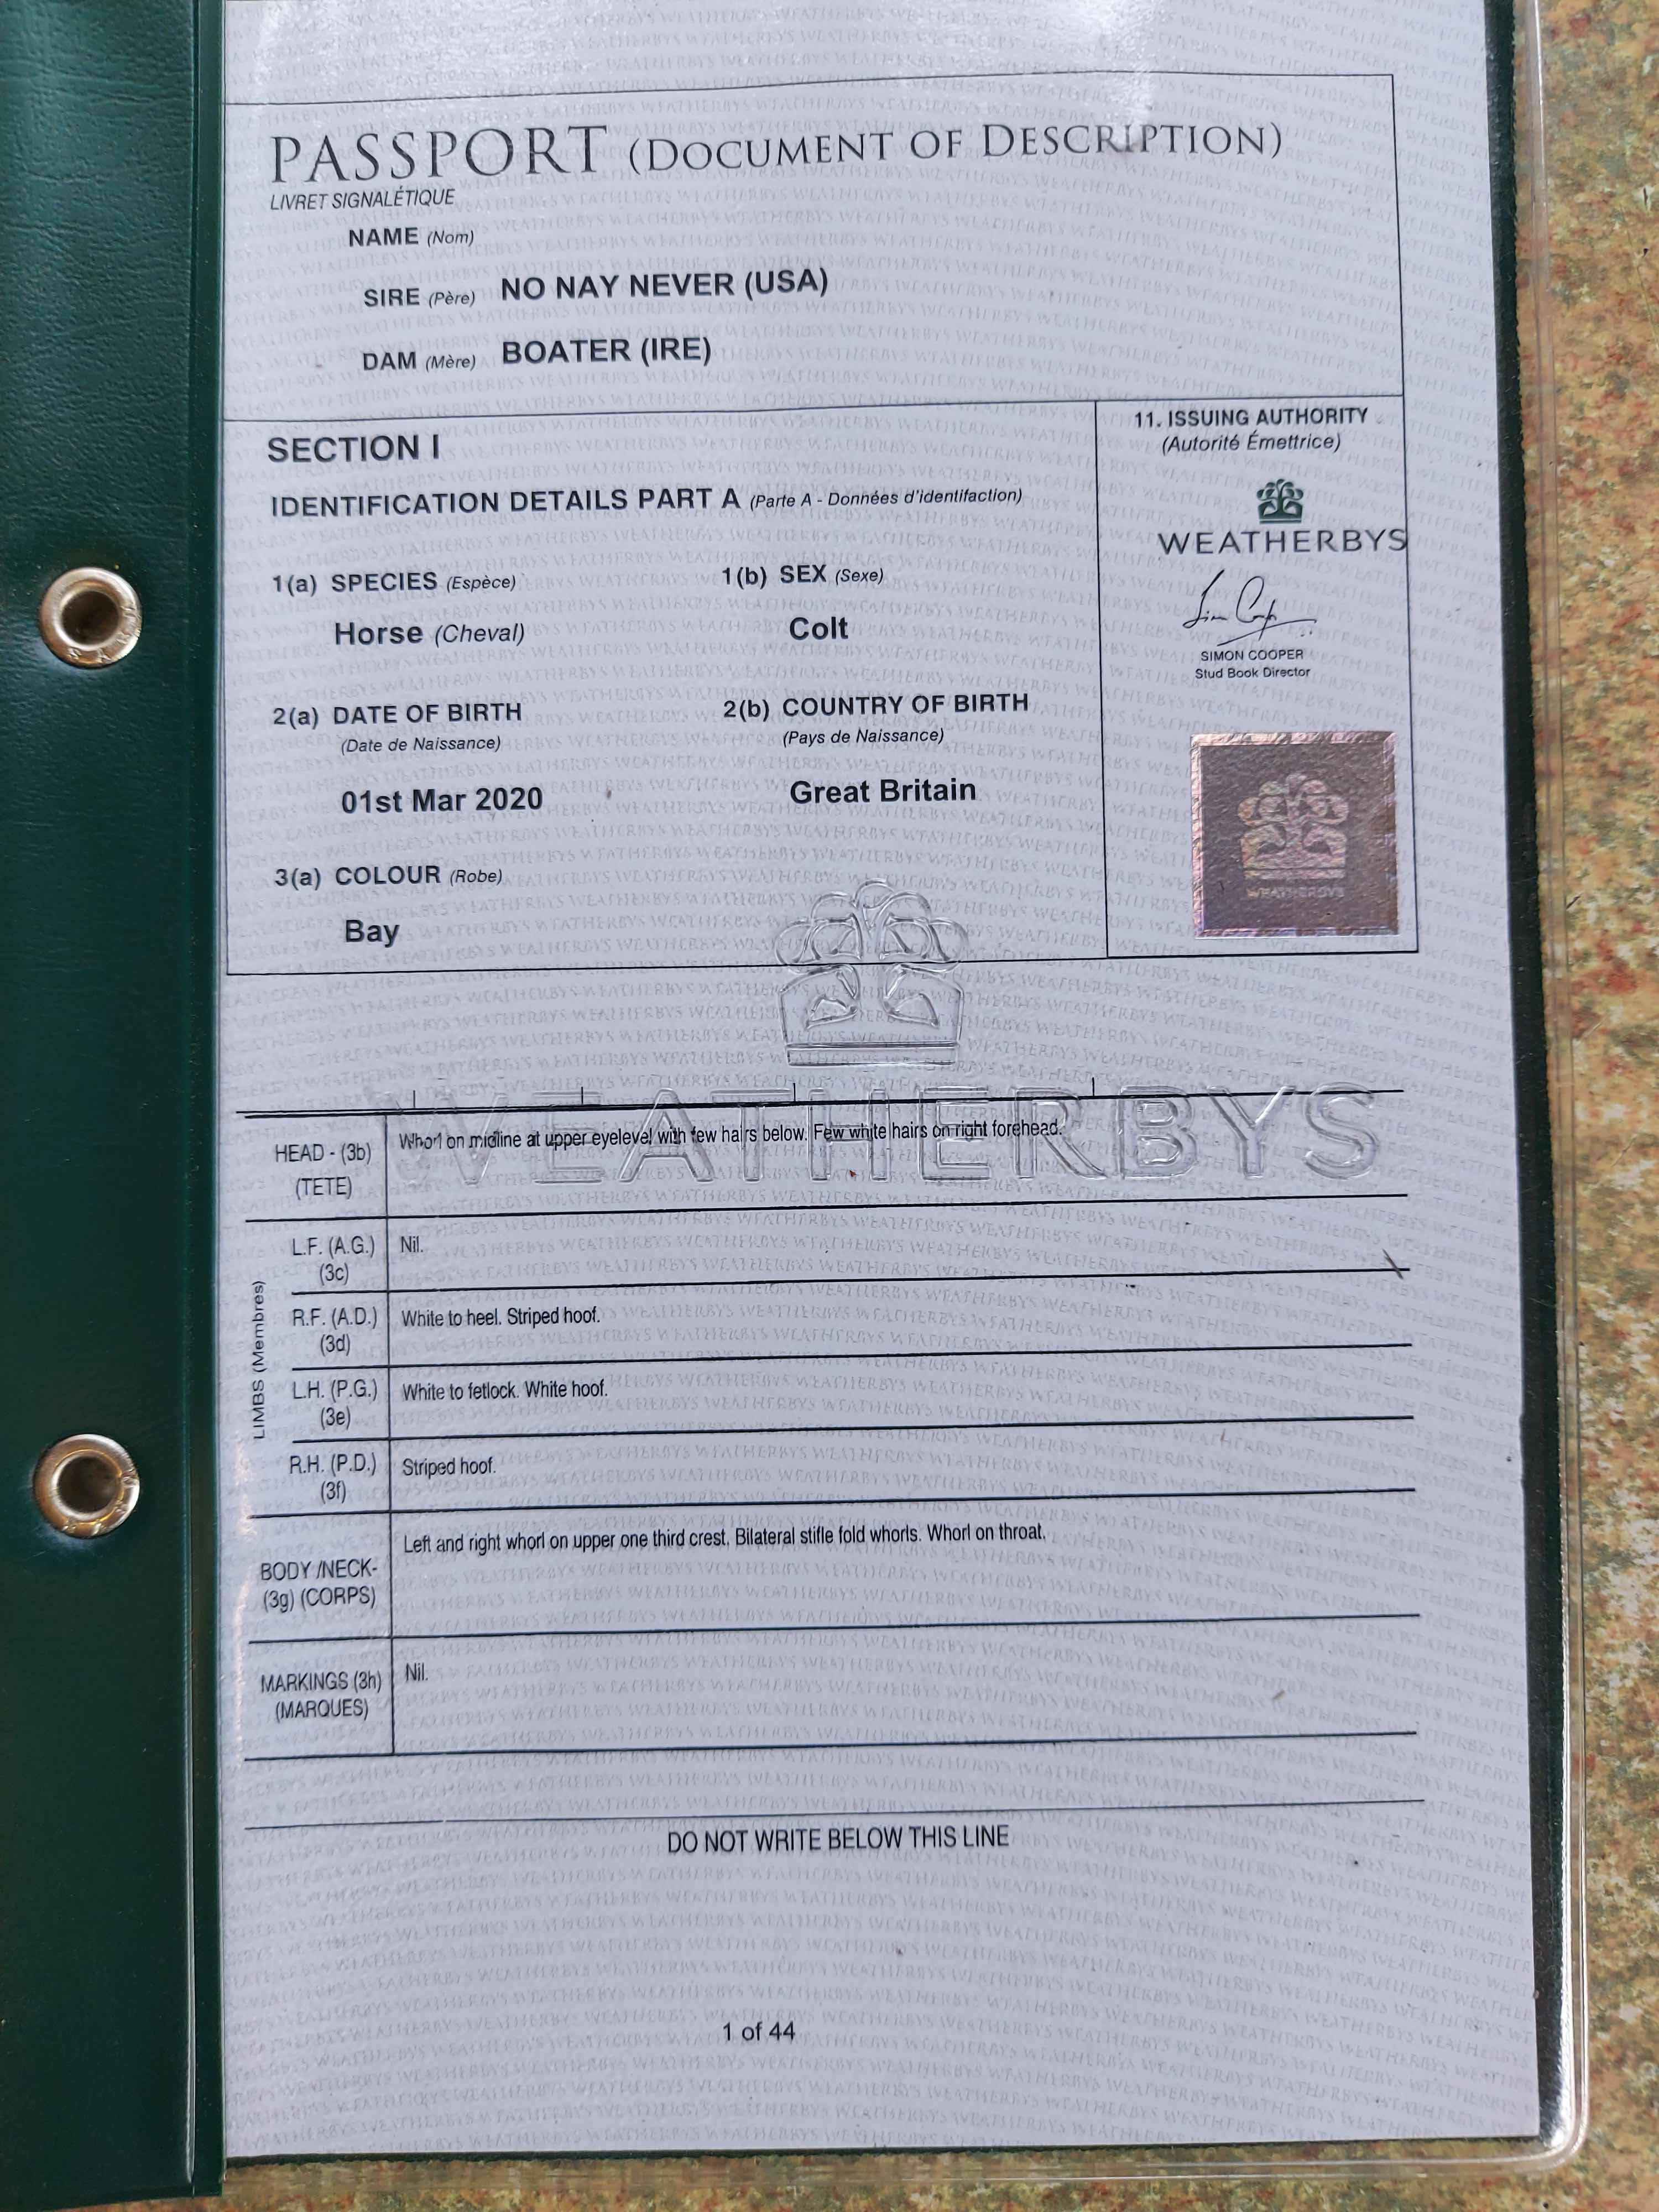 PASSPORT (DOCUMENT OF DESCRIPTION)
LIVRET SIGNALÉTIQUE
NAME (Nom)
SIRE (Père) NO NAY NEVER (USA)
DAM (Mère) BOATER (IRE)
SECTION I
IDENTIFICATION DETAILS PART A (Parte A - Données d'identifaction)
11. ISSUING AUTHORITY
(Autorité Émettrice)
WEATHERBYS
SIMON COOPER
Stud Book Director
WEATHERBYS
1(a) SPECIES (Espèce)
Horse (Cheval)
1(b) SEX (Sexe)
Colt
2(a) DATE OF BIRTH
(Date de Naissance)
01st Mar 2020
2(b) COUNTRY OF BIRTH
(Pays de Naissance)
Great Britain
3(a) COLOUR (Robe)
Bay
WEATHERBYS
HEAD - (3b)
(TETE)
Whorl on midline at upper eyelevel with few hairs below. Few white hairs on right forehead.
LIMBS (Membres)
L.F. (A.G.)
(3c)
Nil.
R.F. (A.D.)
(3d)
White to heel. Striped hoof.
L.H. (P.G.)
(3e)
White to fetlock. White hoof.
R.H. (P.D.)
(3f)
Striped hoof.
BODY /NECK-
(3g) (CORPS)
Left and right whorl on upper one third crest. Bilateral stifle fold whorls. Whorl on throat.
MARKINGS (3h)
(MARQUES)
Nil.
DO NOT WRITE BELOW THIS LINE
1 of 44